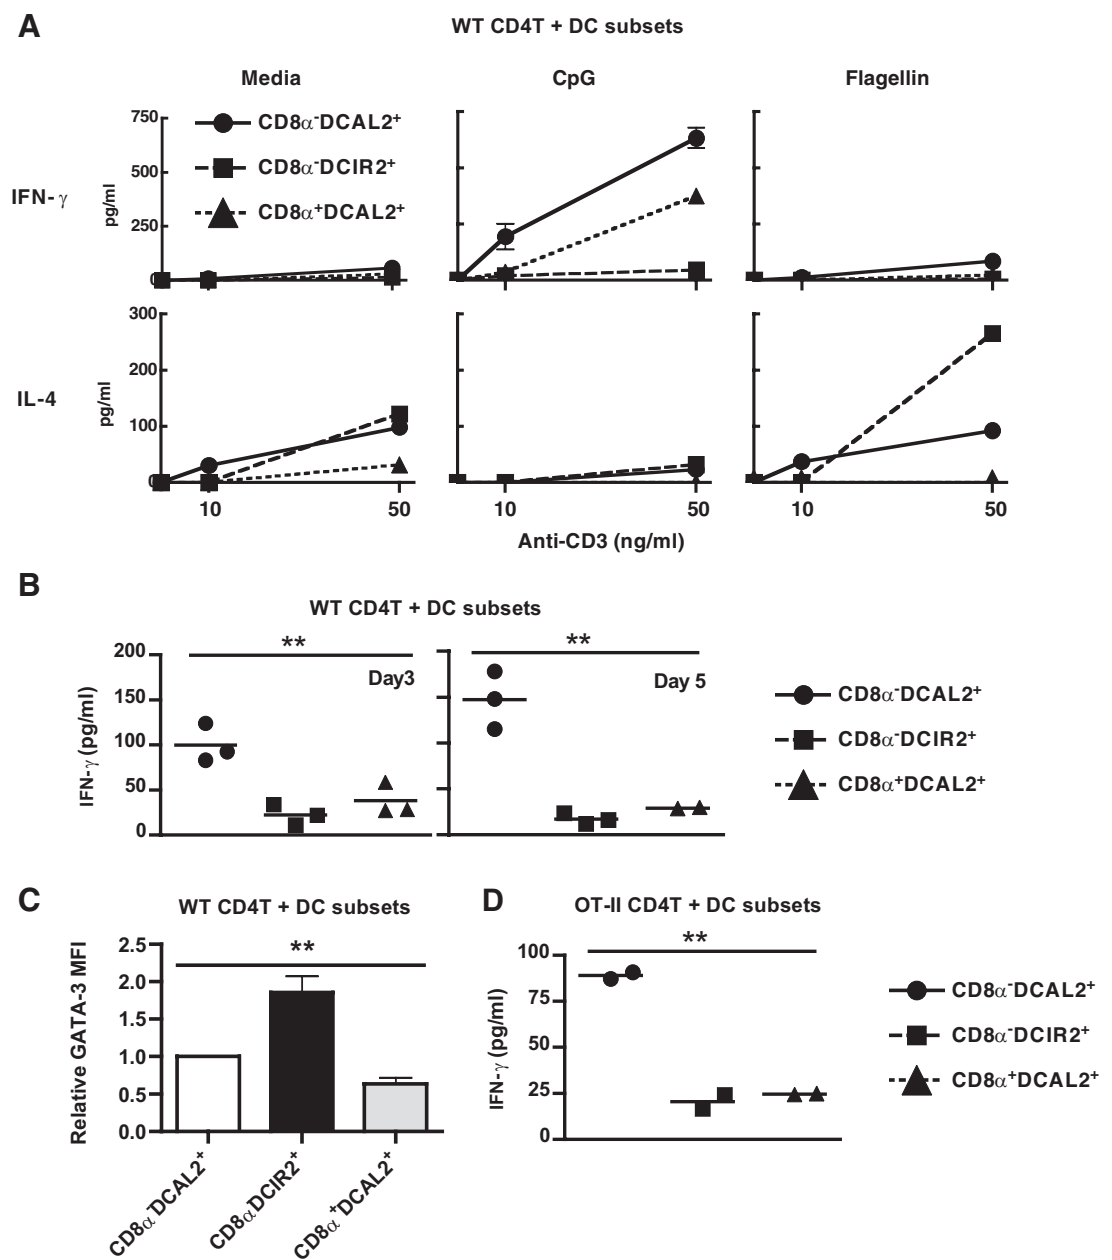 A
WT CD4T + DC subsets
Media
CpG
Flagellin
750
500
250
0
IFN- γ
pg/ml
CD8α⁻DCAL2⁺
CD8α⁻DCIR2⁺
CD8α⁺DCAL2⁺
300
200
100
0
IL-4
pg/ml
10
50
10
50
10
50
Anti-CD3 (ng/ml)
B
WT CD4T + DC subsets
**
**
Day3
Day 5
200
150
100
50
0
IFN-γ (pg/ml)
CD8α⁻DCAL2⁺
CD8α⁻DCIR2⁺
CD8α⁺DCAL2⁺
C
WT CD4T + DC subsets
**
2.5
2.0
1.5
1.0
0.5
0.0
Relative GATA-3 MFI
CD8α⁻DCAL2⁺
CD8α⁻DCIR2⁺
CD8α⁺DCAL2⁺
D
OT-II CD4T + DC subsets
**
100
75
50
25
0
IFN-γ (pg/ml)
CD8α⁻DCAL2⁺
CD8α⁻DCIR2⁺
CD8α⁺DCAL2⁺